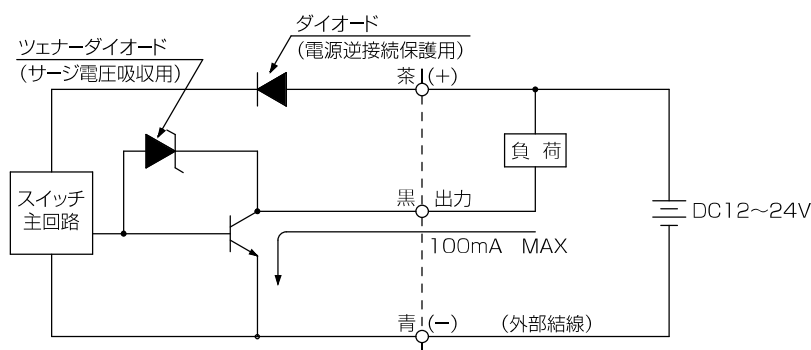 ダイオード
(電源逆接続保護用)
ツェナーダイオード
(サージ電圧吸収用)
茶 (+)
負 荷
スイッチ
主回路
黒 出力
DC12～24V
100mA MAX
青 (－) (外部結線)